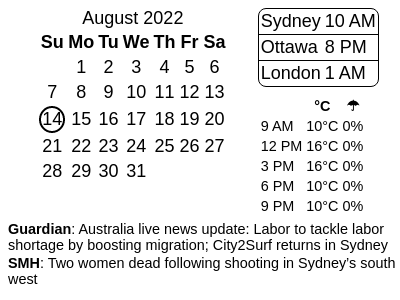 August 2022
Su Mo Tu We Th Fr Sa
1 2 3 4 5 6
7 8 9 10 11 12 13
14 15 16 17 18 19 20
21 22 23 24 25 26 27
28 29 30 31
Sydney 10 AM
Ottawa 8 PM
London 1 AM
°C ☂
9 AM 10°C 0%
12 PM 16°C 0%
3 PM 16°C 0%
6 PM 10°C 0%
9 PM 10°C 0%
Guardian: Australia live news update: Labor to tackle labor
shortage by boosting migration; City2Surf returns in Sydney
SMH: Two women dead following shooting in Sydney's south
west